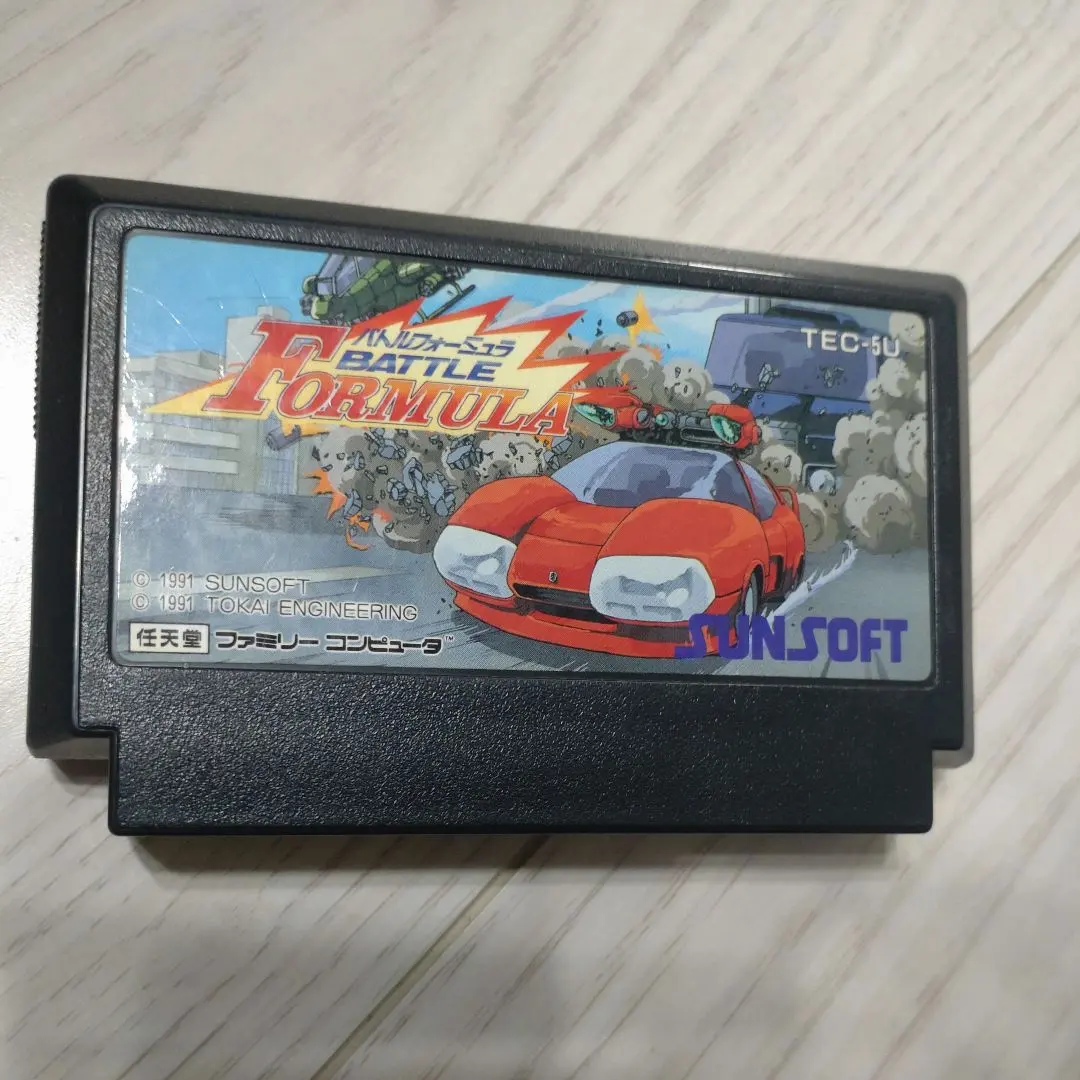 TEC-5U
バトルフォーミュラ
BATTLE
FORMULA
© 1991 SUNSOFT
© 1991 TOKAI ENGINEERING
任天堂 ファミリー コンピュータ™
SUNSOFT